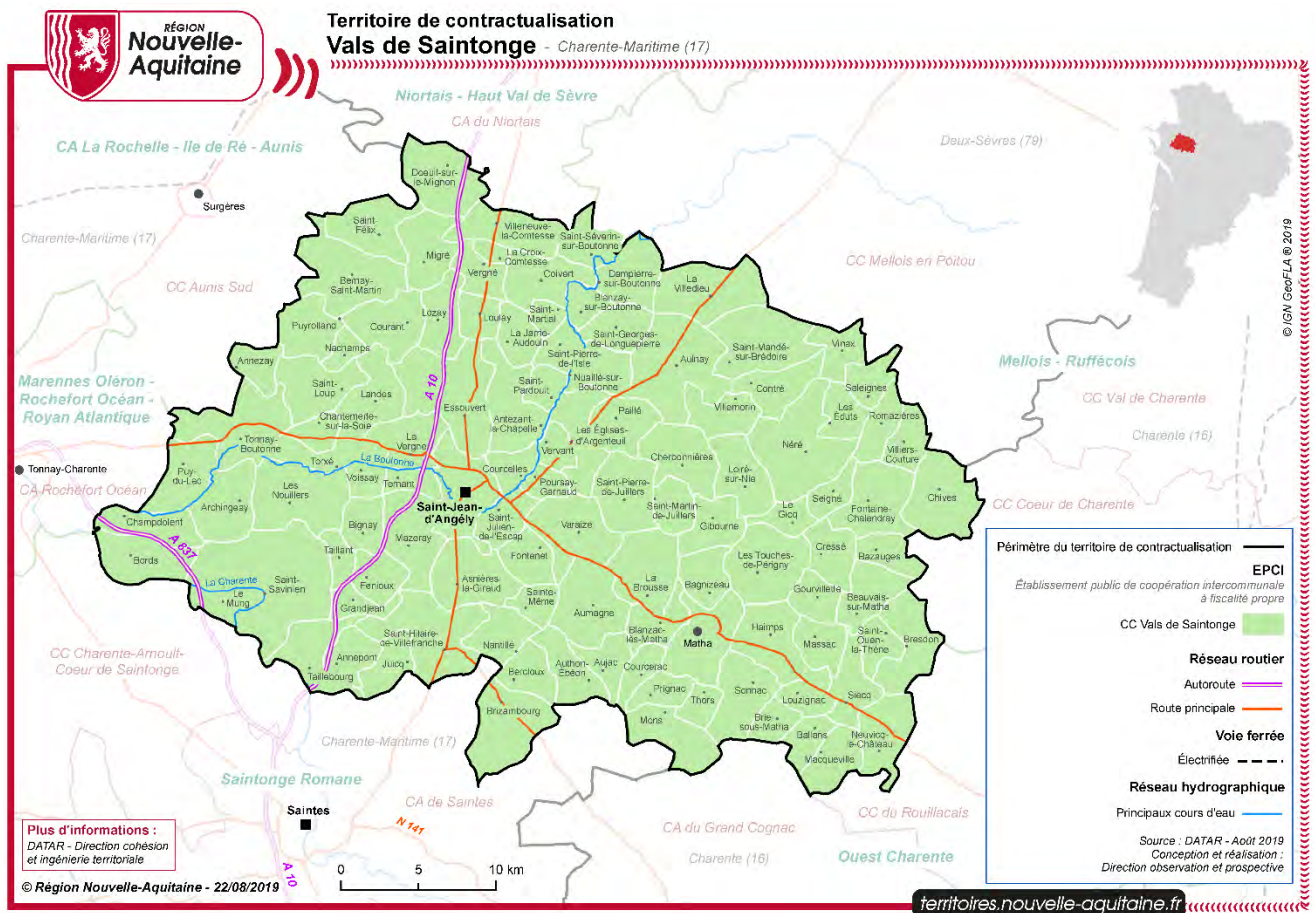 RÉGION
Nouvelle-
Aquitaine
Territoire de contractualisation
Vals de Saintonge - Charente-Maritime (17)
Niortais - Haut Val de Sèvre
CA du Niortais
CA La Rochelle - Ile de Ré - Aunis
Deux-Sèvres (79)
Surgères
Charente-Maritime (17)
CC Aunis Sud
CC Mellois en Poitou
© IGN GeoFLA ® 2019
Doeuil-sur-
le-Mignon
Saint-
Félix
Villeneuve-
la-Comtesse
Saint-Séverin-
sur-Boutonne
Migré
Vergné
La Croix-
Comtesse
Coivert
Dampierre-
sur-Boutonne
La
Villedieu
Bernay-
Saint-Martin
Blanzay-
sur-Boutonne
Lozay
Loulay
Saint-
Martial
Puyrolland
Courant
La Jarrie-
Audouin
Saint-Georges-
de-Longuepierre
Nachamps
Saint-Pierre-
de-l'Isle
Aulnay
Saint-Mandé-
sur-Brédoire
Vinax
Annezay
Mellois - Ruffécois
Marennes Oléron -
Rochefort Océan -
Royan Atlantique
Saint-
Loup
Landes
A 10
Saint-
Pardoult
Nuaillé-sur-
Boutonne
Contré
Saleignes
CC Val de Charente
Essouvert
Villemorin
Les
Éduts
Romazières
Chantemerle-
sur-la-Soie
Antezant-
la-Chapelle
Paillé
Les Églises-
d'Argenteuil
Charente (16)
Tonnay-
Boutonne
La
Vergne
Vervant
Néré
Villiers-
Couture
Cherbonnières
Tonnay-Charente
CA Rochefort Océan
Puy-
du-Lac
Torxé
La Boutonne
Courcelles
Loiré-
sur-Nie
Voissay
Ternant
Poursay-
Garnaud
Saint-Pierre-
de-Juillers
Les
Nouillers
Saint-Jean-
d'Angély
Seigné
Chives
CC Coeur de Charente
Archingeay
Saint-Martin-
de-Juillers
Le
Gicq
Fontaine-
Chalendray
Champdolent
Bignay
Saint-
Julien-
de-l'Escap
Varaize
Gibourne
Mazeray
A 837
Bords
Taillant
Fontenet
Les Touches-
de-Périgny
Cressé
Bazauges
La Charente
Saint-
Savinien
Le
Mung
Fenioux
Asnières-
la-Giraud
La
Brousse
Bagnizeau
Gourvillette
Sainte-
Même
Beauvais-
sur-Matha
Grandjean
Aumagne
Blanzac-
lès-Matha
Matha
Haimps
Saint-Hilaire-
de-Villefranche
Nantillé
Massac
Saint-
Ouen-
la-Thène
Bresdon
CC Charente-Arnoult-
Coeur de Saintonge
Annepont
Juicq
Taillebourg
Bercloux
Authon-
Ébéon
Aujac
Courcerac
Prignac
Thors
Sonnac
Louzignac
Siecq
Brizambourg
Mons
Brie-
sous-Matha
Ballans
Neuvicq-
le-Château
Macqueville
Charente-Maritime (17)
Saintonge Romane
Saintes
CA de Saintes
N 141
A 10
CA du Grand Cognac
Charente (16)
CC du Rouillacais
Ouest Charente
Périmètre du territoire de contractualisation
EPCI
Établissement public de coopération intercommunale
à fiscalité propre
CC Vals de Saintonge
Réseau routier
Autoroute
Route principale
Voie ferrée
Électrifiée
Réseau hydrographique
Principaux cours d'eau
Source : DATAR - Août 2019
Conception et réalisation :
Direction observation et prospective
Plus d'informations :
DATAR - Direction cohésion
et ingénierie territoriale
© Région Nouvelle-Aquitaine - 22/08/2019
0 5 10 km
territoires.nouvelle-aquitaine.fr